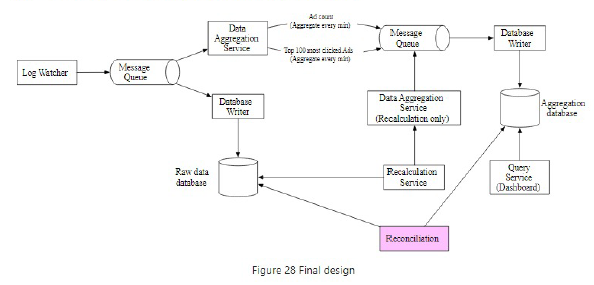 Log Watcher
Message
Queue
Data
Aggregation
Service
Ad count
(Aggregate every min)
Top 100 most clicked Ads
(Aggregate every min)
Message
Queue
Database
Writer
Database
Writer
Data Aggregation
Service
(Recalculation only)
Aggregation
database
Raw data
database
Recalculation
Service
Query
Service
(Dashboard)
Reconciliation
Figure 28 Final design